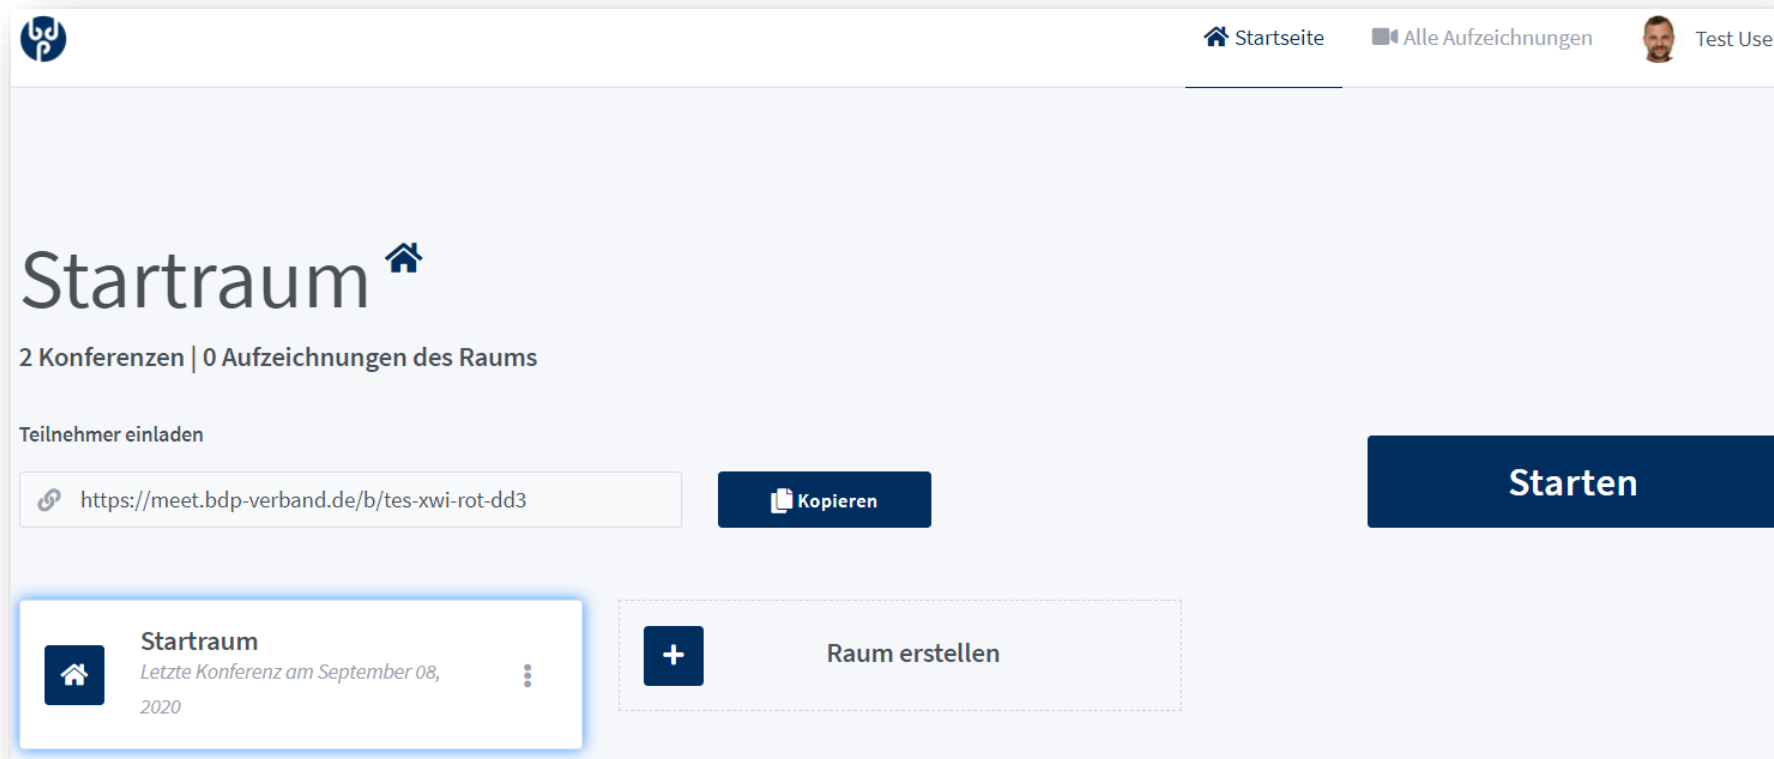 bdp
Startseite
Alle Aufzeichnungen
Test Use
Startraum
2 Konferenzen | 0 Aufzeichnungen des Raums
Teilnehmer einladen
https://meet.bdp-verband.de/b/tes-xwi-rot-dd3
Kopieren
Starten
Startraum
Letzte Konferenz am September 08,
2020
Raum erstellen